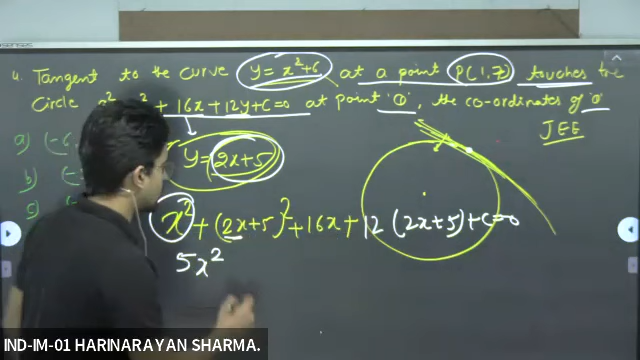 4. Tangent to the curve y = x²+6 at a point P(1,7) touches the
Circle x² + 16x + 12y + c = 0 at point 'Q', the co-ordinates of 'Q'
JEE
a) (-6,
b) (-
c) (-
y = 2x+5
x² + (2x+5)² + 16x + 12 (2x+5) + c = 0
5x²
IND-IM-01 HARINARAYAN SHARMA.